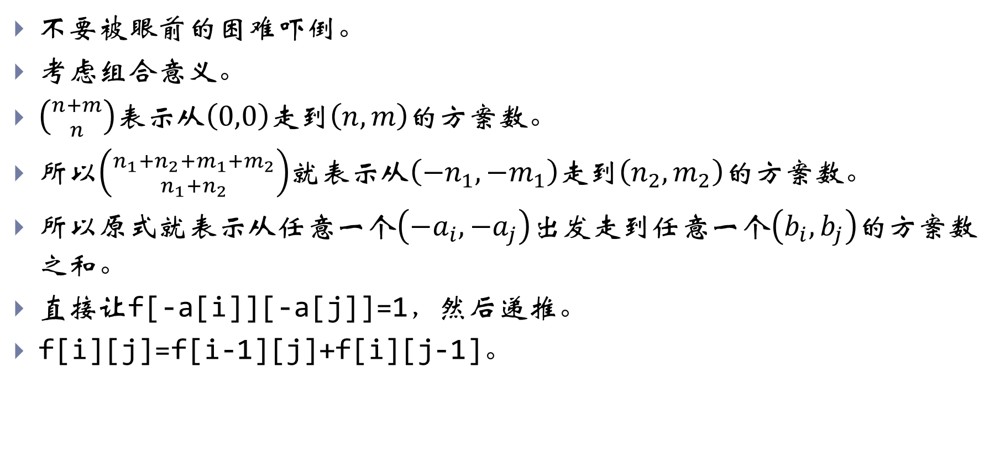 不要被眼前的困难吓倒。
考虑组合意义。
$\binom{n+m}{n}$表示从$(0,0)$走到$(n,m)$的方案数。
所以$\binom{n_1+n_2+m_1+m_2}{n_1+n_2}$就表示从$(-n_1,-m_1)$走到$(n_2,m_2)$的方案数。
所以原式就表示从任意一个$(-a_i,-a_j)$出发走到任意一个$(b_i,b_j)$的方案数
之和。
直接让f[-a[i]][-a[j]]=1，然后递推。
f[i][j]=f[i-1][j]+f[i][j-1]。